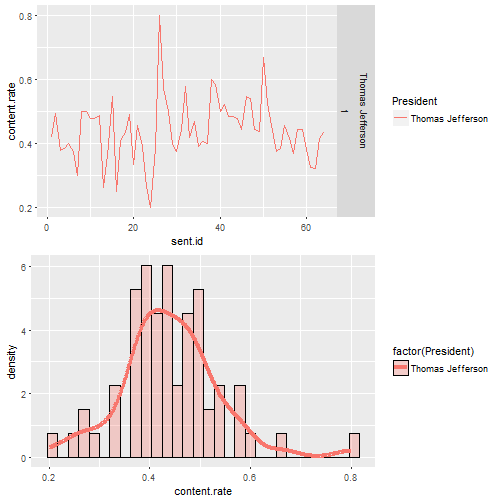 0.8
0.6
0.4
0.2
content.rate
0
20
40
60
sent.id
Thomas Jefferson
1
President
Thomas Jefferson
6
4
2
0
density
0.2
0.4
0.6
0.8
content.rate
factor(President)
Thomas Jefferson